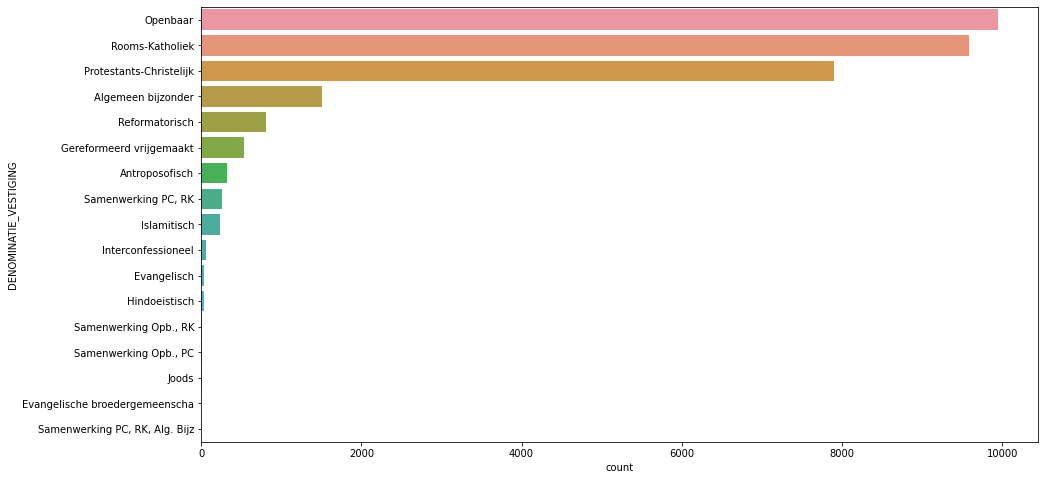 Openbaar
Rooms-Katholiek
Protestants-Christelijk
Algemeen bijzonder
Reformatorisch
Gereformeerd vrijgemaakt
Antroposofisch
Samenwerking PC, RK
Islamitisch
Interconfessioneel
Evangelisch
Hindoeistisch
Samenwerking Opb., RK
Samenwerking Opb., PC
Joods
Evangelische broedergemeenscha
Samenwerking PC, RK, Alg. Bijz
DENOMINATIE_VESTIGING
0 2000 4000 6000 8000 10000
count